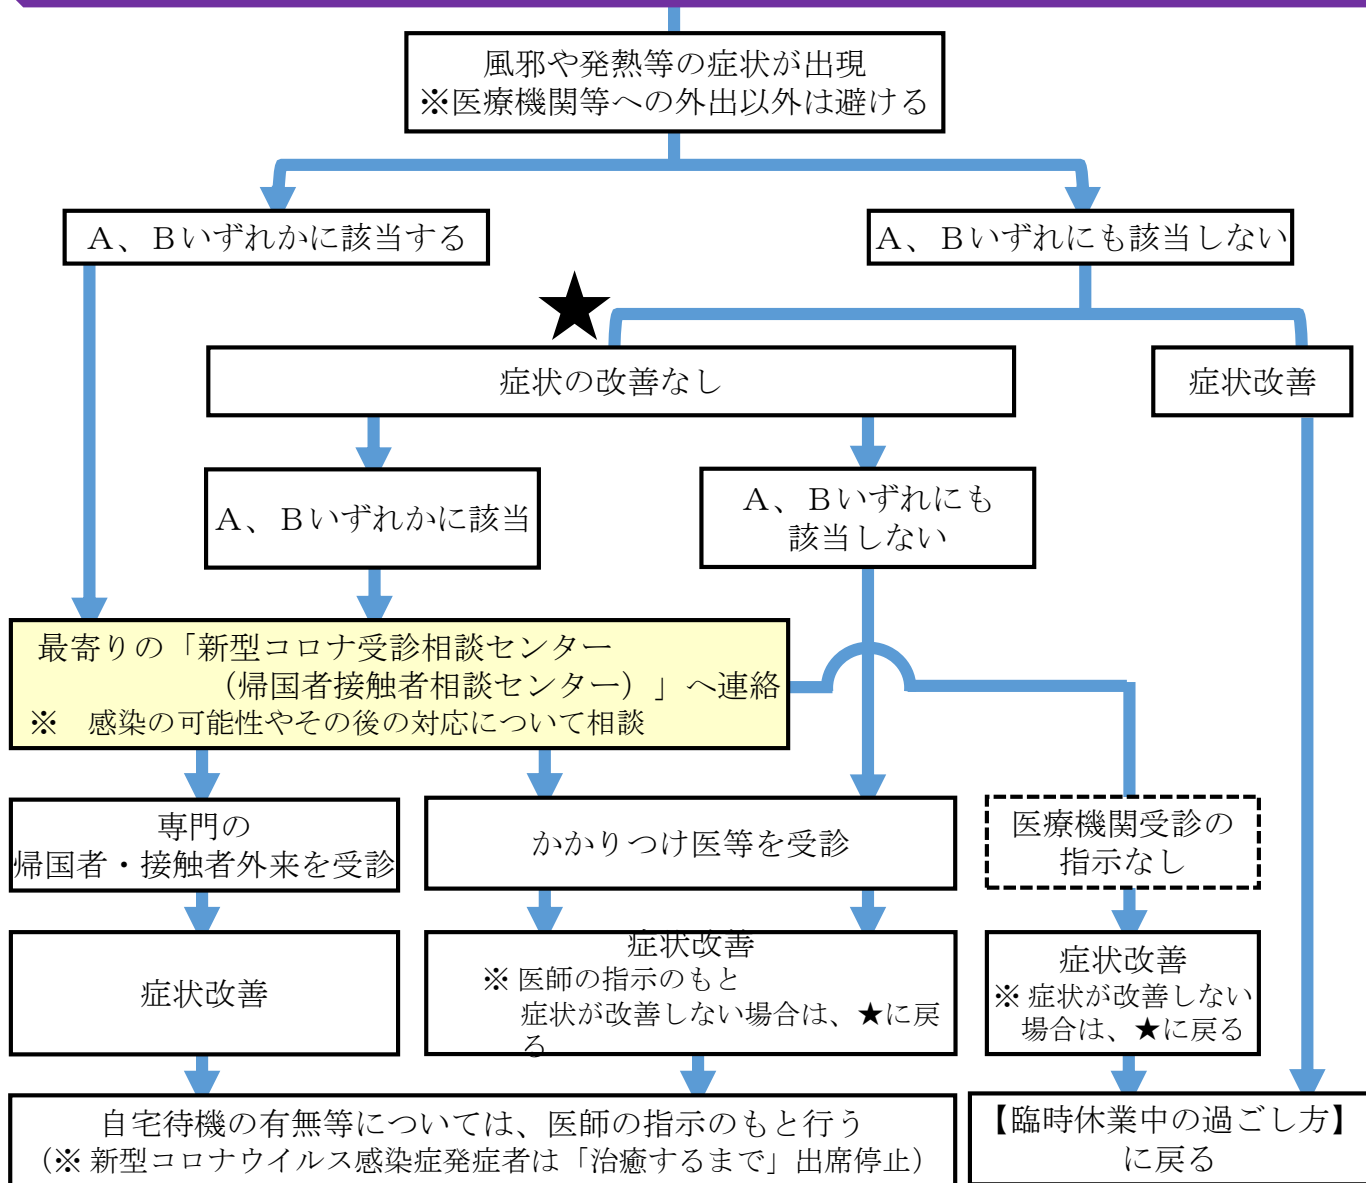 風邪や発熱等の症状が出現
※医療機関等への外出以外は避ける
Ａ、Ｂいずれかに該当する
Ａ、Ｂいずれにも該当しない
★
症状の改善なし
症状改善
Ａ、Ｂいずれかに該当
Ａ、Ｂいずれにも
該当しない
最寄りの「新型コロナ受診相談センター
（帰国者接触者相談センター）」へ連絡
※　感染の可能性やその後の対応について相談
専門の
帰国者・接触者外来を受診
かかりつけ医等を受診
医療機関受診の
指示なし
症状改善
症状改善
※ 医師の指示のもと
症状が改善しない場合は、★に戻
る
症状改善
※ 症状が改善しない
場合は、★に戻る
自宅待機の有無等については、医師の指示のもと行う
（※ 新型コロナウイルス感染症発症者は「治癒するまで」出席停止）
【臨時休業中の過ごし方】
に戻る